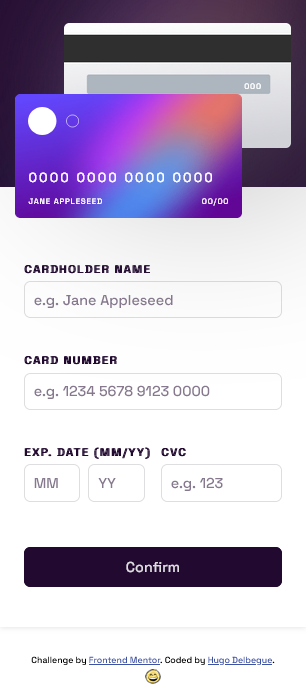 000
0000 0000 0000 0000
JANE APPLESEED 00/00
CARDHOLDER NAME
e.g. Jane Appleseed
CARD NUMBER
e.g. 1234 5678 9123 0000
EXP. DATE (MM/YY) CVC
MM YY e.g. 123
Confirm
Challenge by Frontend Mentor. Coded by Hugo Delbegue.